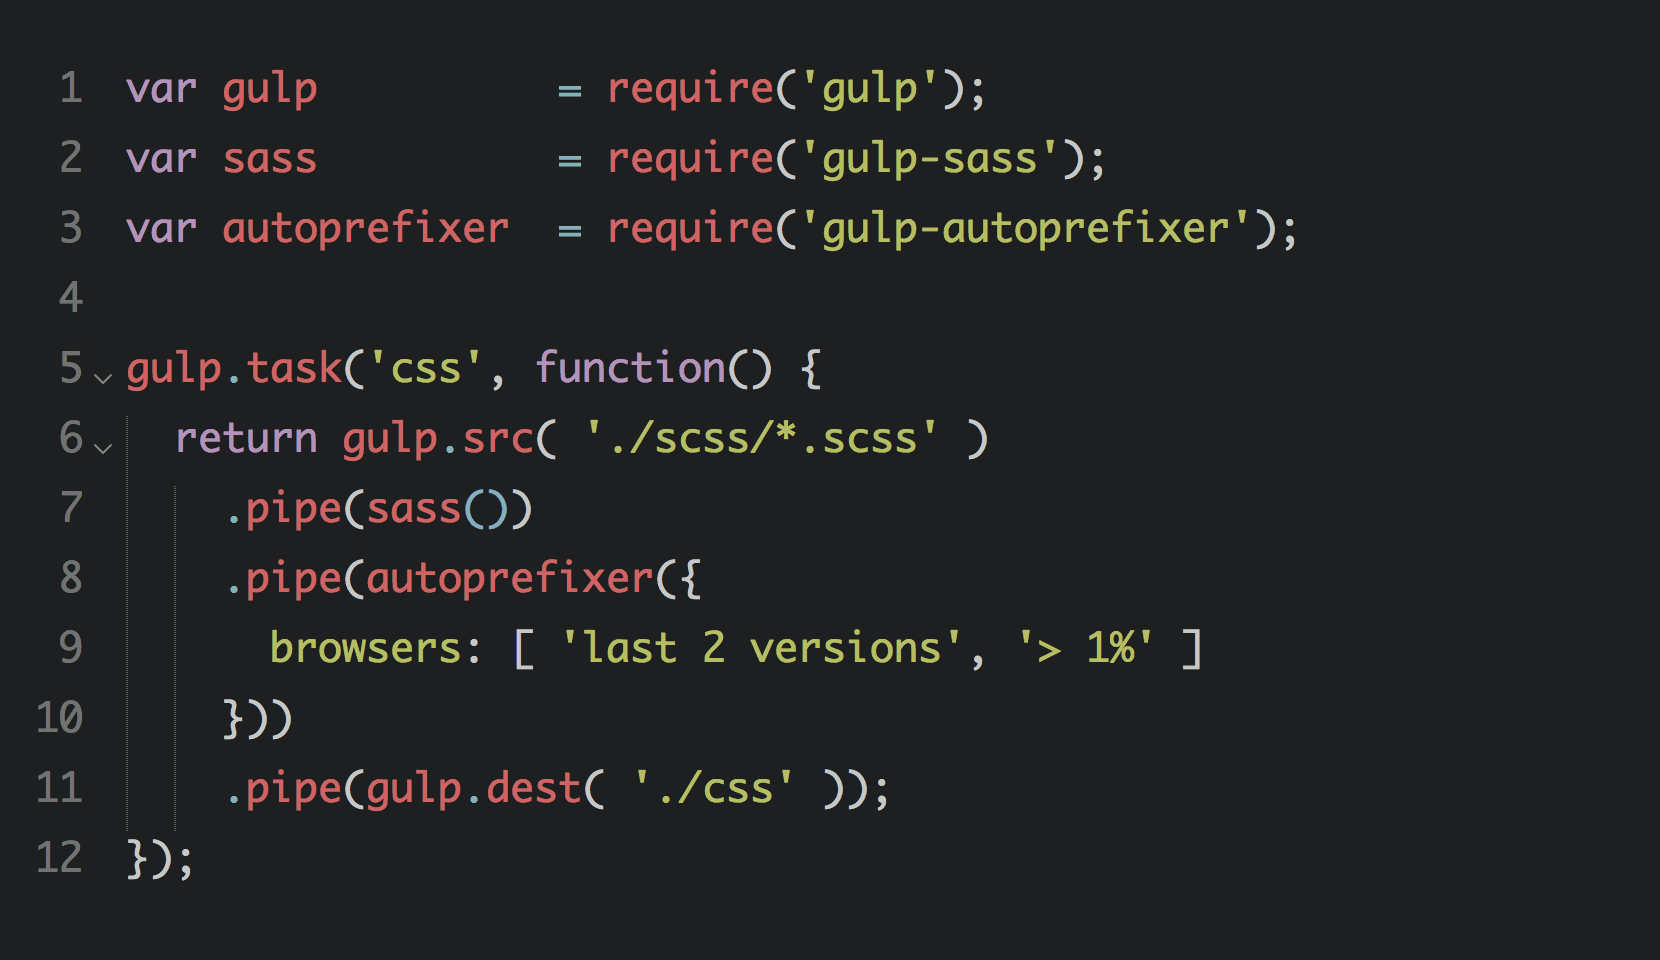 1 var gulp          = require('gulp');
2 var sass          = require('gulp-sass');
3 var autoprefixer  = require('gulp-autoprefixer');
4
5 gulp.task('css', function() {
6   return gulp.src( './scss/*.scss' )
7     .pipe(sass())
8     .pipe(autoprefixer({
9       browsers: [ 'last 2 versions', '> 1%' ]
10     }))
11     .pipe(gulp.dest( './css' ));
12 });